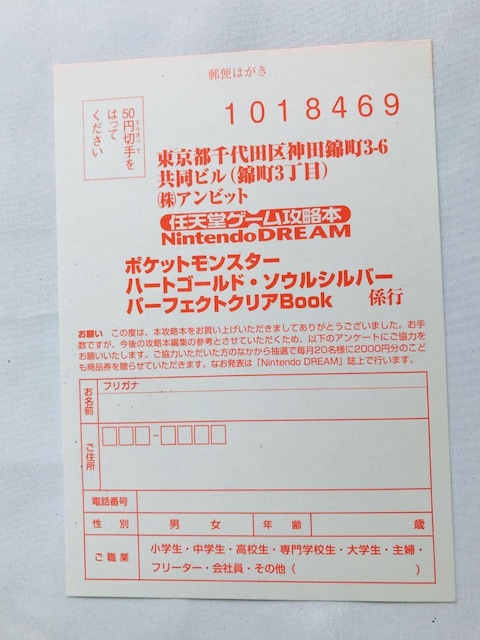 郵便はがき
50円切手を
はって
ください
1018469
東京都千代田区神田錦町3-6
共同ビル(錦町3丁目)
㈱アンビット
任天堂ゲーム攻略本
NintendoDREAM
ポケットモンスター
ハートゴールド・ソウルシルバー
パーフェクトクリアBook 係行
お願い この度は、本攻略本をお買い上げいただきましてありがとうございました。お手
数ですが、今後の攻略本編集の参考とさせていただくため、以下のアンケートにご協力
をお願いいたします。ご協力いただいた方のなかから抽選で毎月20名様に2000円分のこど
も商品券を贈らせていただきます。なお発表は「Nintendo DREAM」誌上で行います。
お名前
フリガナ
ご住所
電話番号
性別 男 女 年齢 歳
ご職業
小学生・中学生・高校生・専門学校生・大学生・主婦・
フリーター・会社員・その他( )